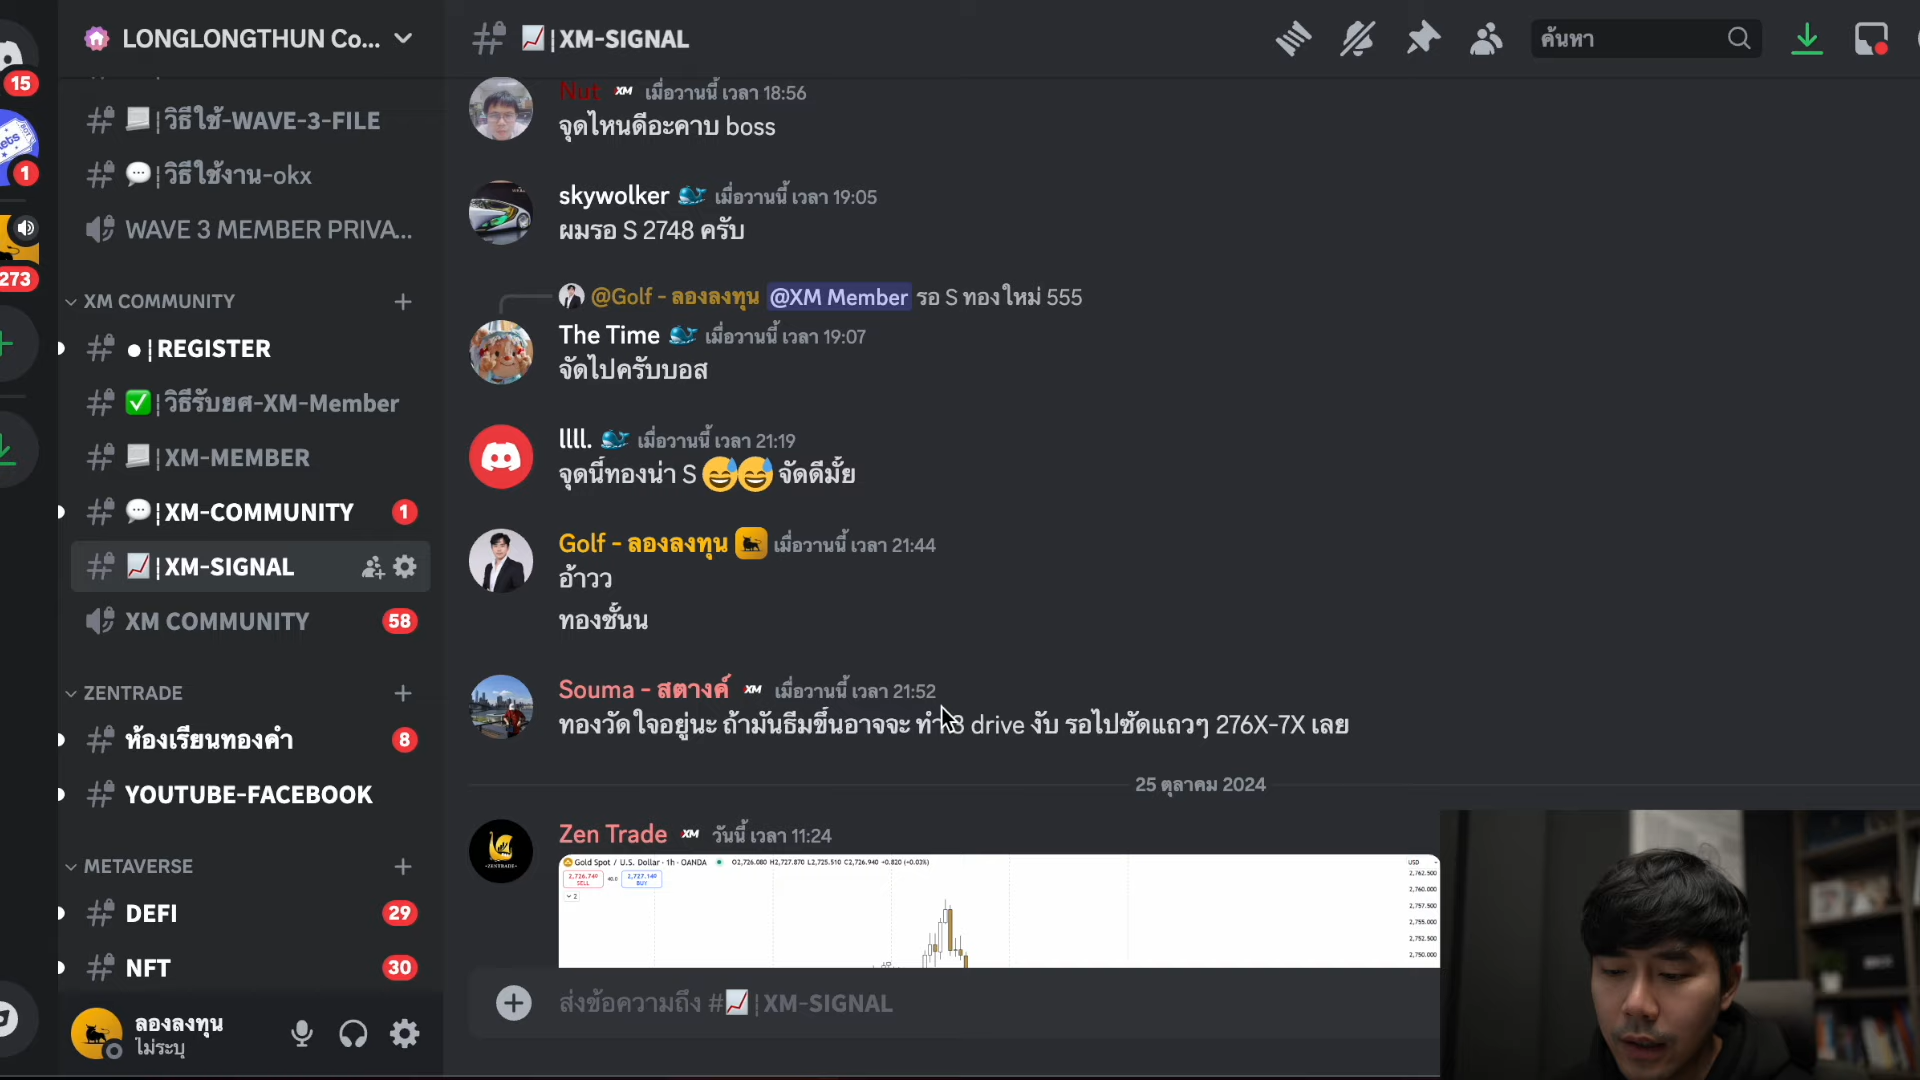 15
1
273
LONGLONGTHUN Co...
วิธีใช้-WAVE-3-FILE
วิธีใช้งาน-okx
WAVE 3 MEMBER PRIVA...
XM COMMUNITY
REGISTER
วิธีรับยศ-XM-Member
XM-MEMBER
XM-COMMUNITY 1
XM-SIGNAL
XM COMMUNITY 58
ZENTRADE
ห้องเรียนทองคำ 8
YOUTUBE-FACEBOOK
METAVERSE
DEFI 29
NFT 30
ลองลงทุน
ไม่ระบุ
XM-SIGNAL
ค้นหา
Nut XM เมื่อวานนี้ เวลา 18:56
จุดไหนดีอะคาบ boss
skywolker เมื่อวานนี้ เวลา 19:05
ผมรอ S 2748 ครับ
@Golf - ลองลงทุน @XM Member รอ S ทองใหม่ 555
The Time เมื่อวานนี้ เวลา 19:07
จัดไปครับบอส
llll. เมื่อวานนี้ เวลา 21:19
จุดนี้ทองน่า S 😅😅 จัดดีมั้ย
Golf - ลองลงทุน เมื่อวานนี้ เวลา 21:44
อ้าวว
ทองชั้นน
Souma - สตางค์ XM เมื่อวานนี้ เวลา 21:52
ทองวัดใจอยู่นะ ถ้ามันธีมขึ้นอาจจะ ทำ 3 drive งับ รอไปซัดแถวๆ 276X-7X เลย
25 ตุลาคม 2024
Zen Trade XM วันนี้ เวลา 11:24
ZENTRADE
Gold Spot / U.S. Dollar · 1h · OANDA O2,726.080 H2,727.870 L2,725.510 C2,726.940 +0.820 (+0.03%)
USD
2,726.749 SELL 40.0 2,727.149 BUY
2
2,762.500
2,760.000
2,757.500
2,755.000
2,752.500
2,750.000
ส่งข้อความถึง #📈|XM-SIGNAL